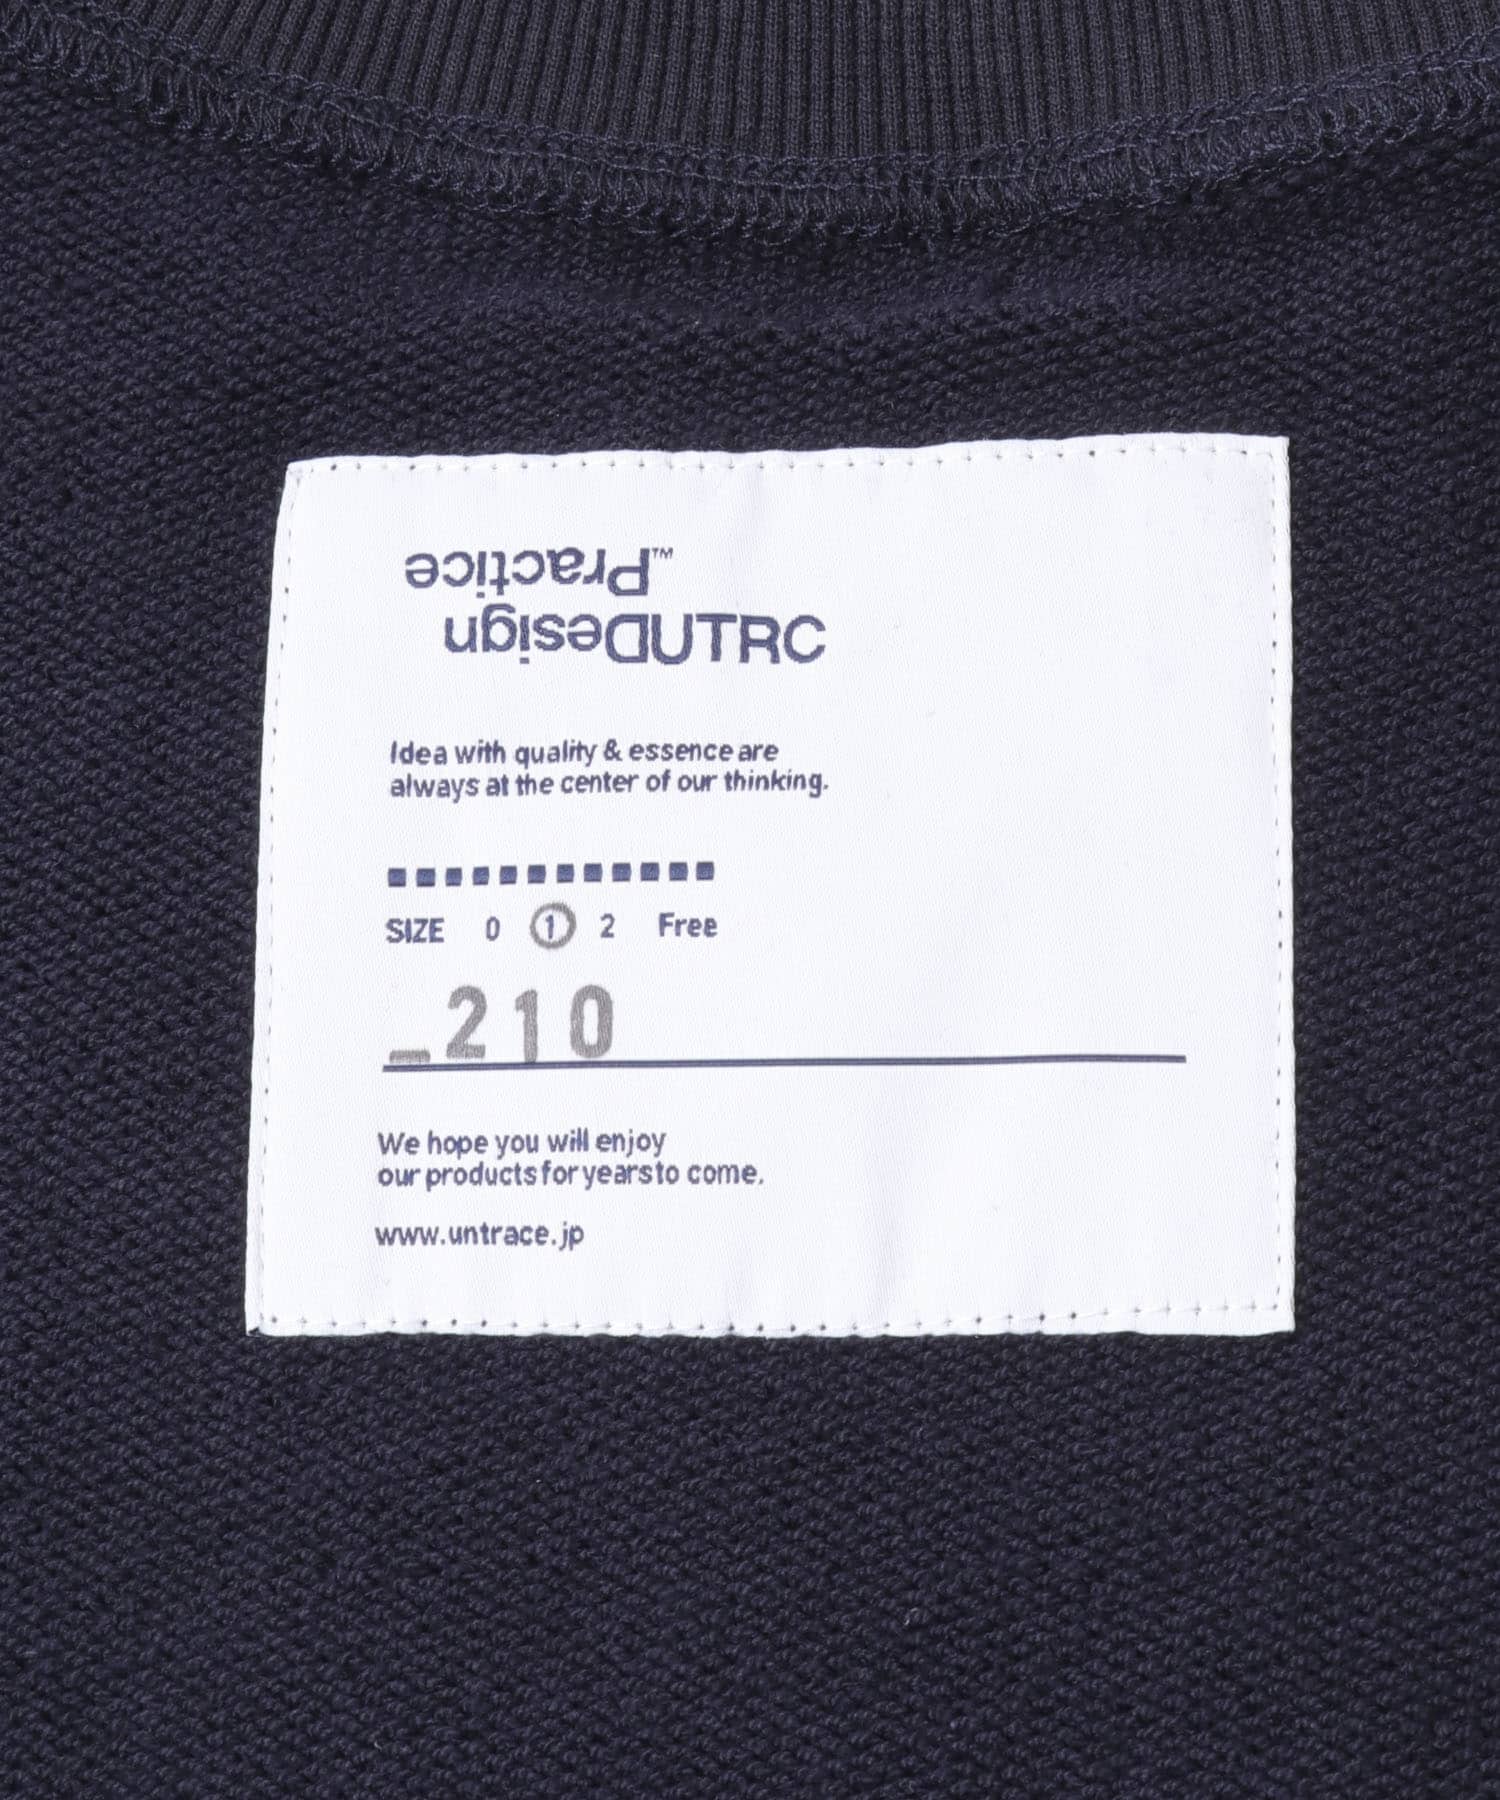 Practice™
DesignUTRC
Idea with quality & essence are
always at the center of our thinking.
SIZE 0 1 2 Free
_210
We hope you will enjoy
our products for years to come.
www.untrace.jp